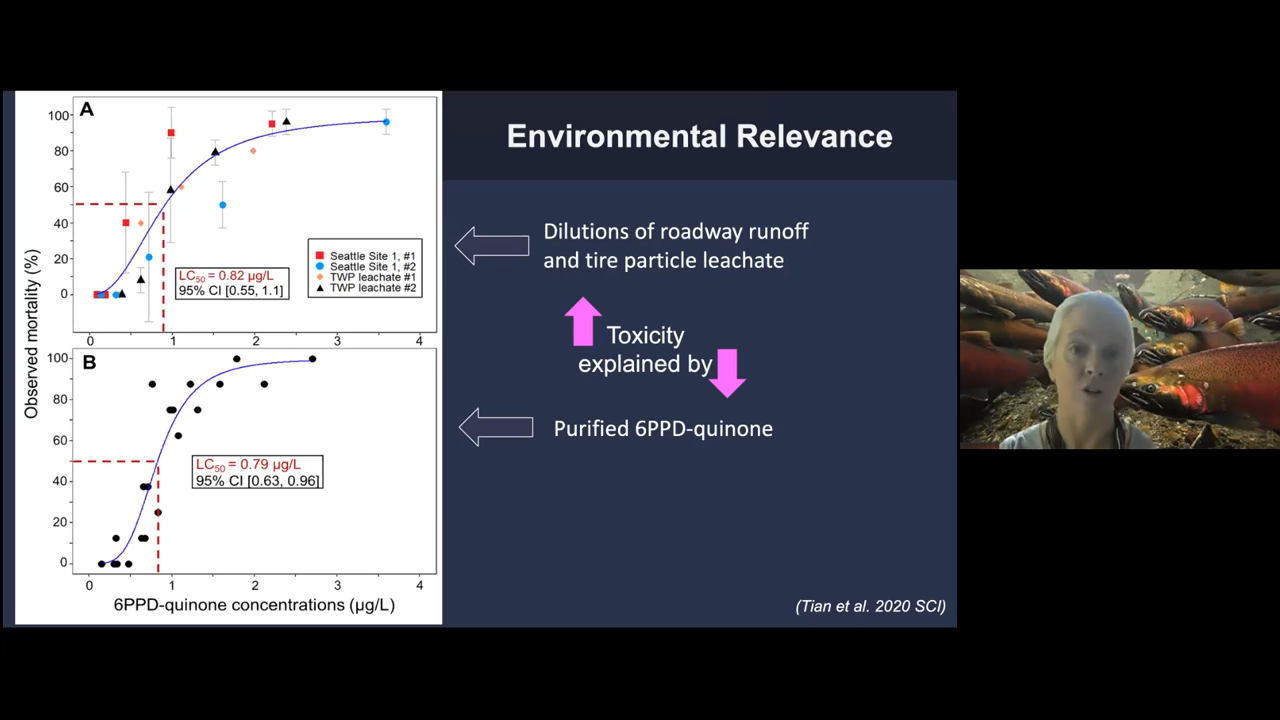 Environmental Relevance
A
100
80
60
40
20
0
LC50 = 0.82 µg/L
95% CI [0.55, 1.1]
Seattle Site 1, #1
Seattle Site 1, #2
TWP leachate #1
TWP leachate #2
0 1 2 3 4
Observed mortality (%)
B
100
80
60
40
20
0
LC50 = 0.79 µg/L
95% CI [0.63, 0.96]
0 1 2 3 4
6PPD-quinone concentrations (µg/L)
Dilutions of roadway runoff
and tire particle leachate
Toxicity
explained by
Purified 6PPD-quinone
(Tian et al. 2020 SCI)